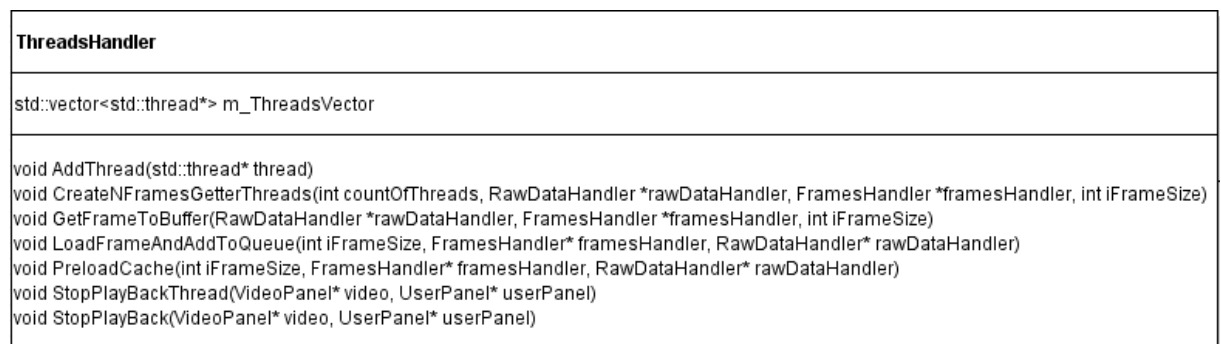 ThreadsHandler
std::vector<std::thread*> m_ThreadsVector
void AddThread(std::thread* thread)
void CreateNFramesGetterThreads(int countOfThreads, RawDataHandler *rawDataHandler, FramesHandler *framesHandler, int iFrameSize)
void GetFrameToBuffer(RawDataHandler *rawDataHandler, FramesHandler *framesHandler, int iFrameSize)
void LoadFrameAndAddToQueue(int iFrameSize, FramesHandler* framesHandler, RawDataHandler* rawDataHandler)
void PreloadCache(int iFrameSize, FramesHandler* framesHandler, RawDataHandler* rawDataHandler)
void StopPlayBackThread(VideoPanel* video, UserPanel* userPanel)
void StopPlayBack(VideoPanel* video, UserPanel* userPanel)